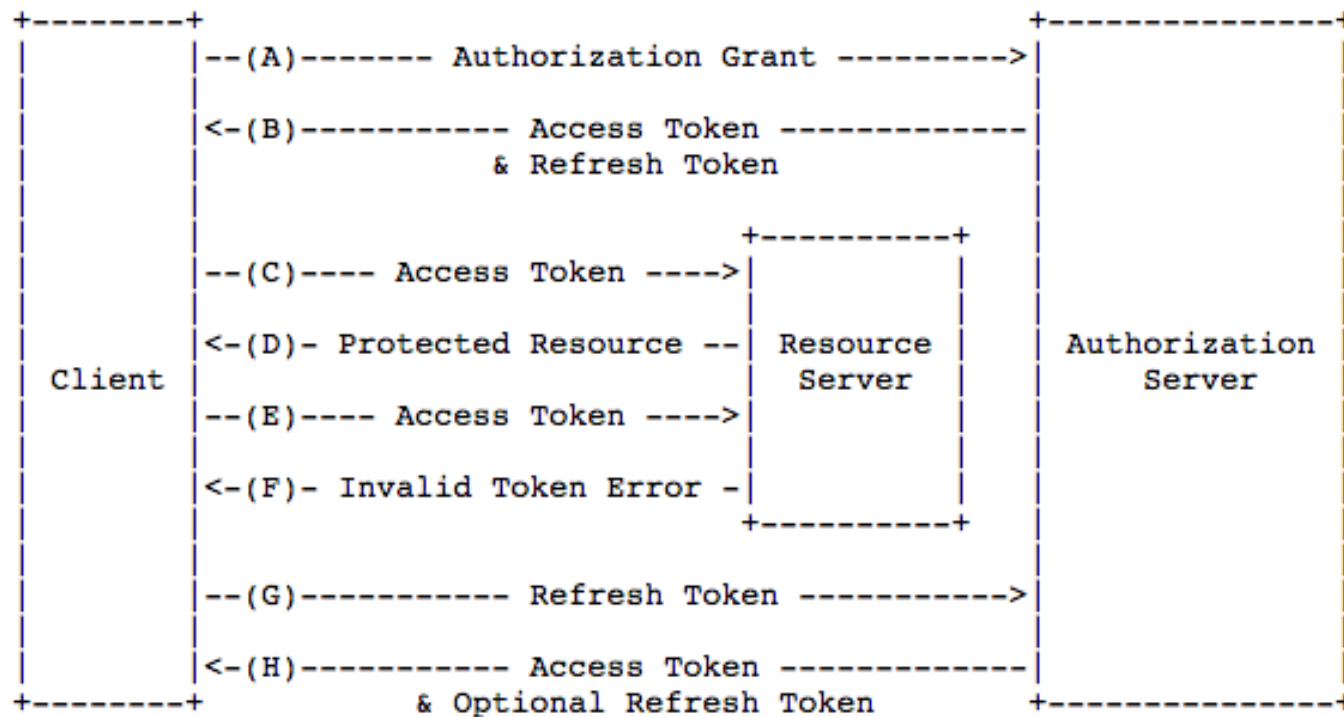 +--------+                                           +---------------+
|        |--(A)------- Authorization Grant --------->|               |
|        |                                           |               |
|        |<-(B)----------- Access Token -------------|               |
|        |               & Refresh Token             |               |
|        |                                           |               |
|        |                            +----------+   |               |
|        |--(C)---- Access Token ---->|          |   |               |
|        |                            |          |   |               |
|        |<-(D)- Protected Resource --| Resource |   | Authorization |
| Client |                            |  Server  |   |     Server    |
|        |--(E)---- Access Token ---->|          |   |               |
|        |                            |          |   |               |
|        |<-(F)- Invalid Token Error -|          |   |               |
|        |                            +----------+   |               |
|        |                                           |               |
|        |--(G)----------- Refresh Token ----------->|               |
|        |                                           |               |
|        |<-(H)----------- Access Token -------------|               |
+--------+           & Optional Refresh Token        +---------------+